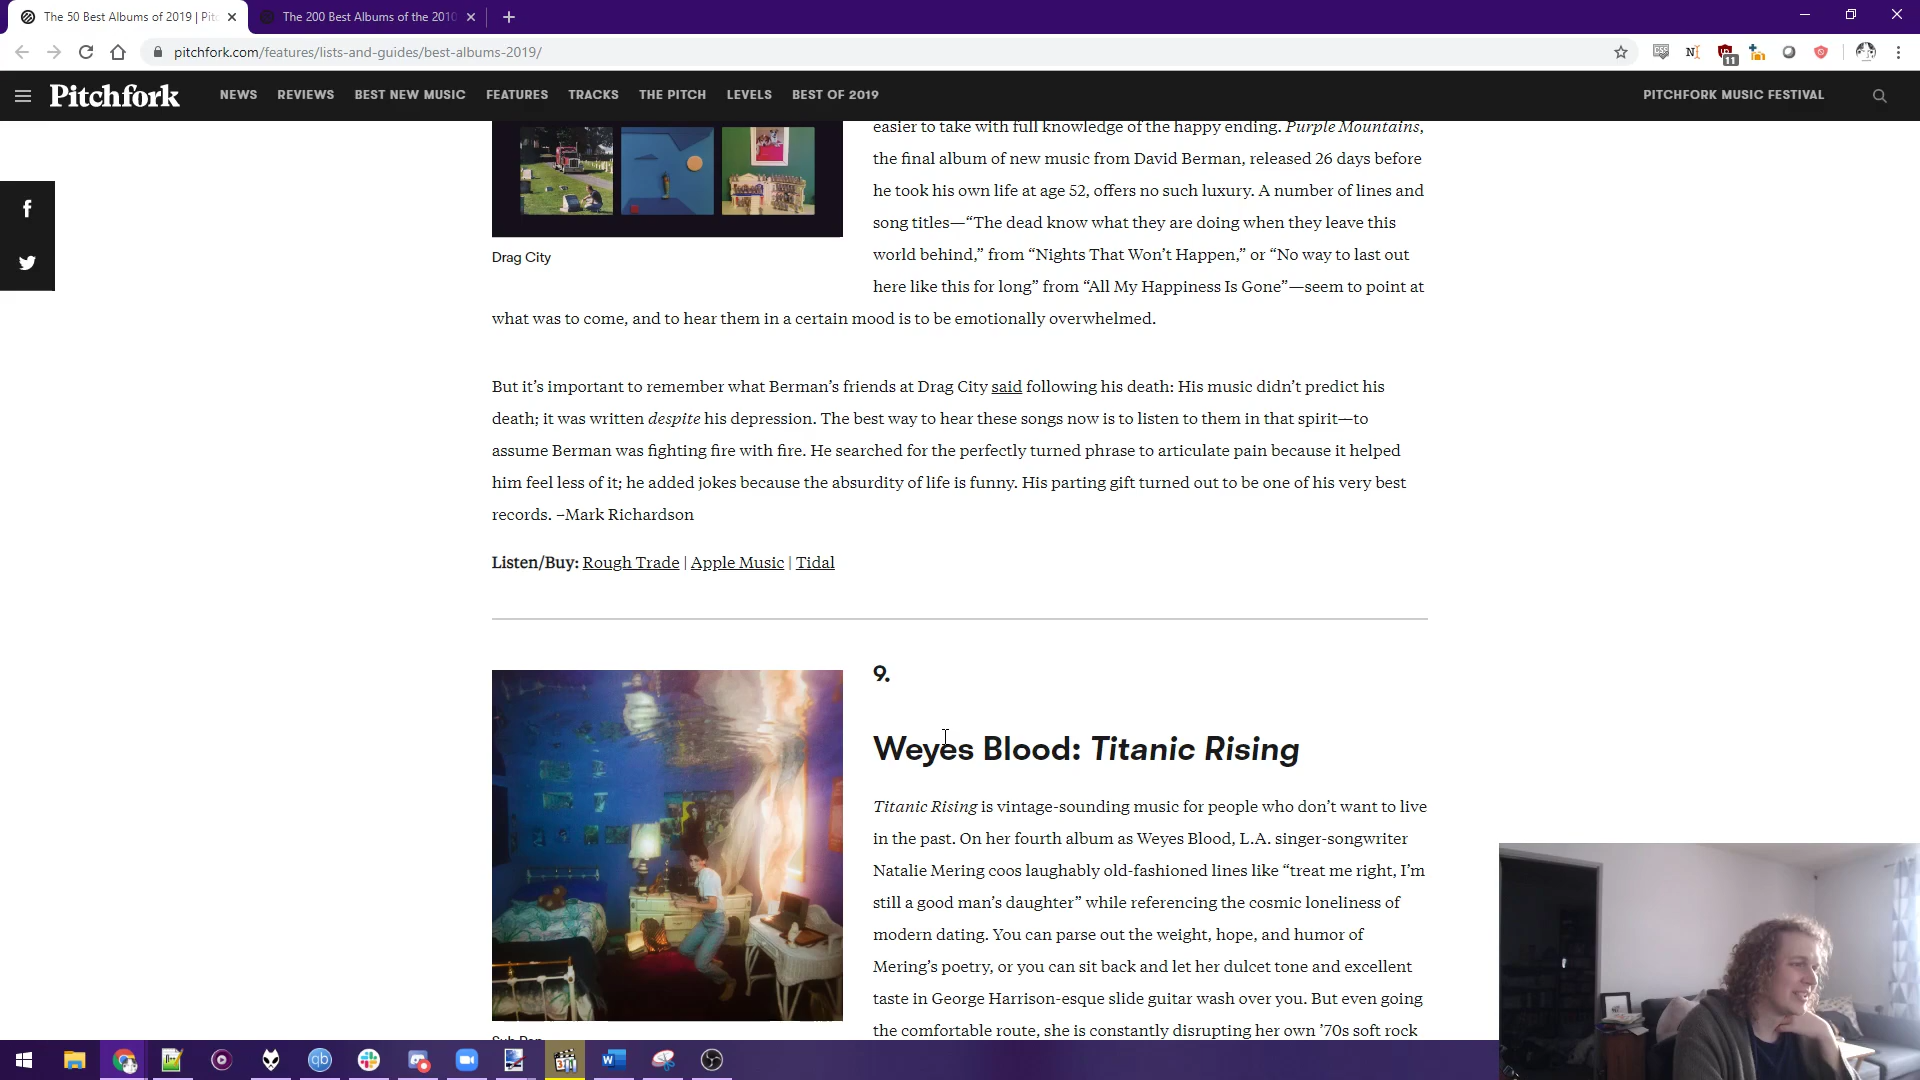 The 50 Best Albums of 2019 | Pitc
The 200 Best Albums of the 2010
pitchfork.com/features/lists-and-guides/best-albums-2019/
11
Pitchfork
NEWS REVIEWS BEST NEW MUSIC FEATURES TRACKS THE PITCH LEVELS BEST OF 2019
PITCHFORK MUSIC FESTIVAL
easier to take with full knowledge of the happy ending. Purple Mountains,
the final album of new music from David Berman, released 26 days before
he took his own life at age 52, offers no such luxury. A number of lines and
song titles—“The dead know what they are doing when they leave this
world behind,” from “Nights That Won’t Happen,” or “No way to last out
here like this for long” from “All My Happiness Is Gone”—seem to point at
what was to come, and to hear them in a certain mood is to be emotionally overwhelmed.
Drag City
But it’s important to remember what Berman’s friends at Drag City said following his death: His music didn’t predict his
death; it was written despite his depression. The best way to hear these songs now is to listen to them in that spirit—to
assume Berman was fighting fire with fire. He searched for the perfectly turned phrase to articulate pain because it helped
him feel less of it; he added jokes because the absurdity of life is funny. His parting gift turned out to be one of his very best
records. –Mark Richardson
Listen/Buy: Rough Trade | Apple Music | Tidal
9.
Weyes Blood: Titanic Rising
Titanic Rising is vintage-sounding music for people who don’t want to live
in the past. On her fourth album as Weyes Blood, L.A. singer-songwriter
Natalie Mering coos laughably old-fashioned lines like “treat me right, I’m
still a good man’s daughter” while referencing the cosmic loneliness of
modern dating. You can parse out the weight, hope, and humor of
Mering’s poetry, or you can sit back and let her dulcet tone and excellent
taste in George Harrison-esque slide guitar wash over you. But even going
the comfortable route, she is constantly disrupting her own ’70s soft rock
Sub Pop